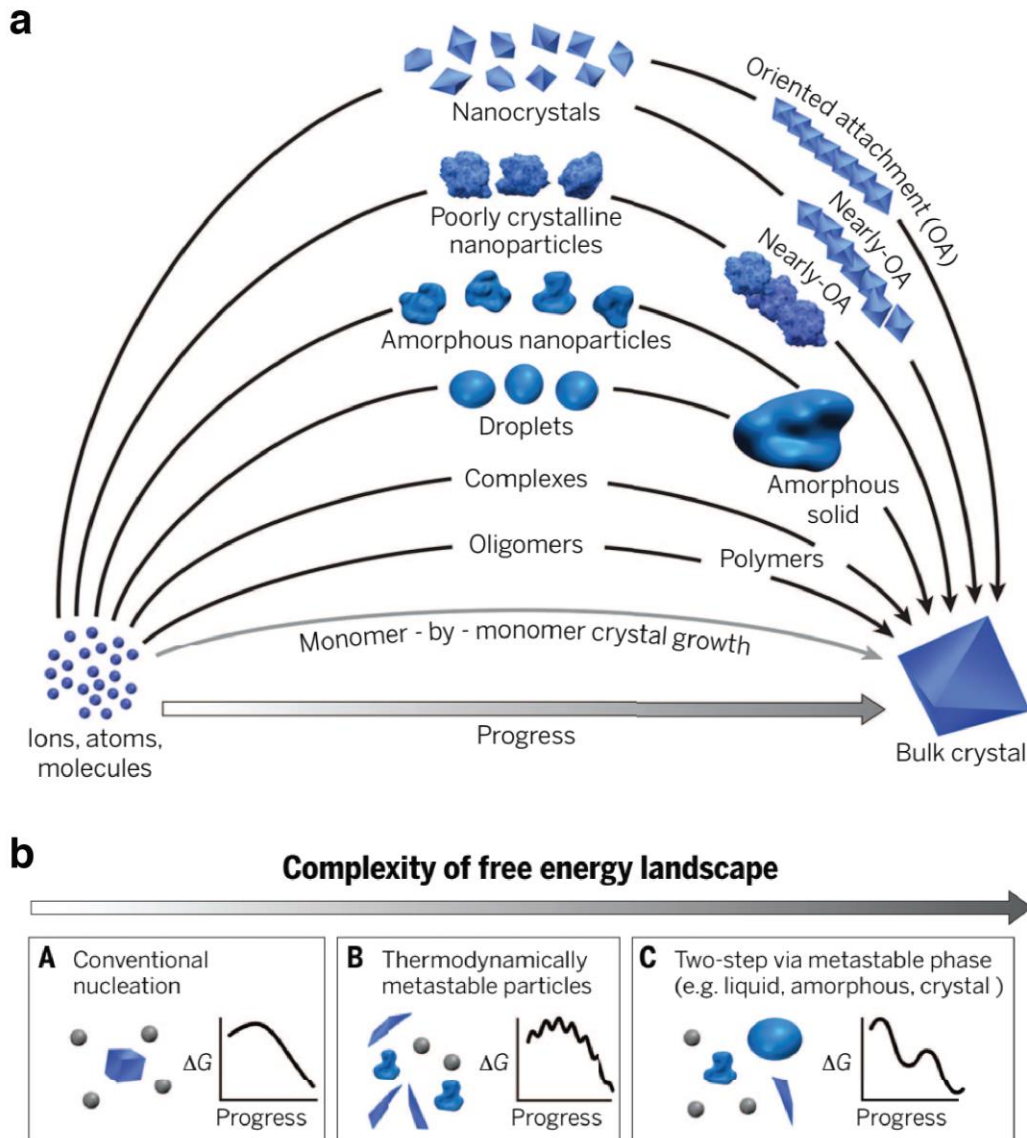 a
Nanocrystals
Oriented attachment (OA)
Poorly crystalline
nanoparticles
Nearly-OA
Nearly-OA
Amorphous nanoparticles
Droplets
Amorphous
solid
Complexes
Oligomers
Polymers
Monomer - by - monomer crystal growth
Progress
Ions, atoms,
molecules
Bulk crystal
b
Complexity of free energy landscape
A Conventional
nucleation
ΔG
Progress
B Thermodynamically
metastable particles
ΔG
Progress
C Two-step via metastable phase
(e.g. liquid, amorphous, crystal )
ΔG
Progress